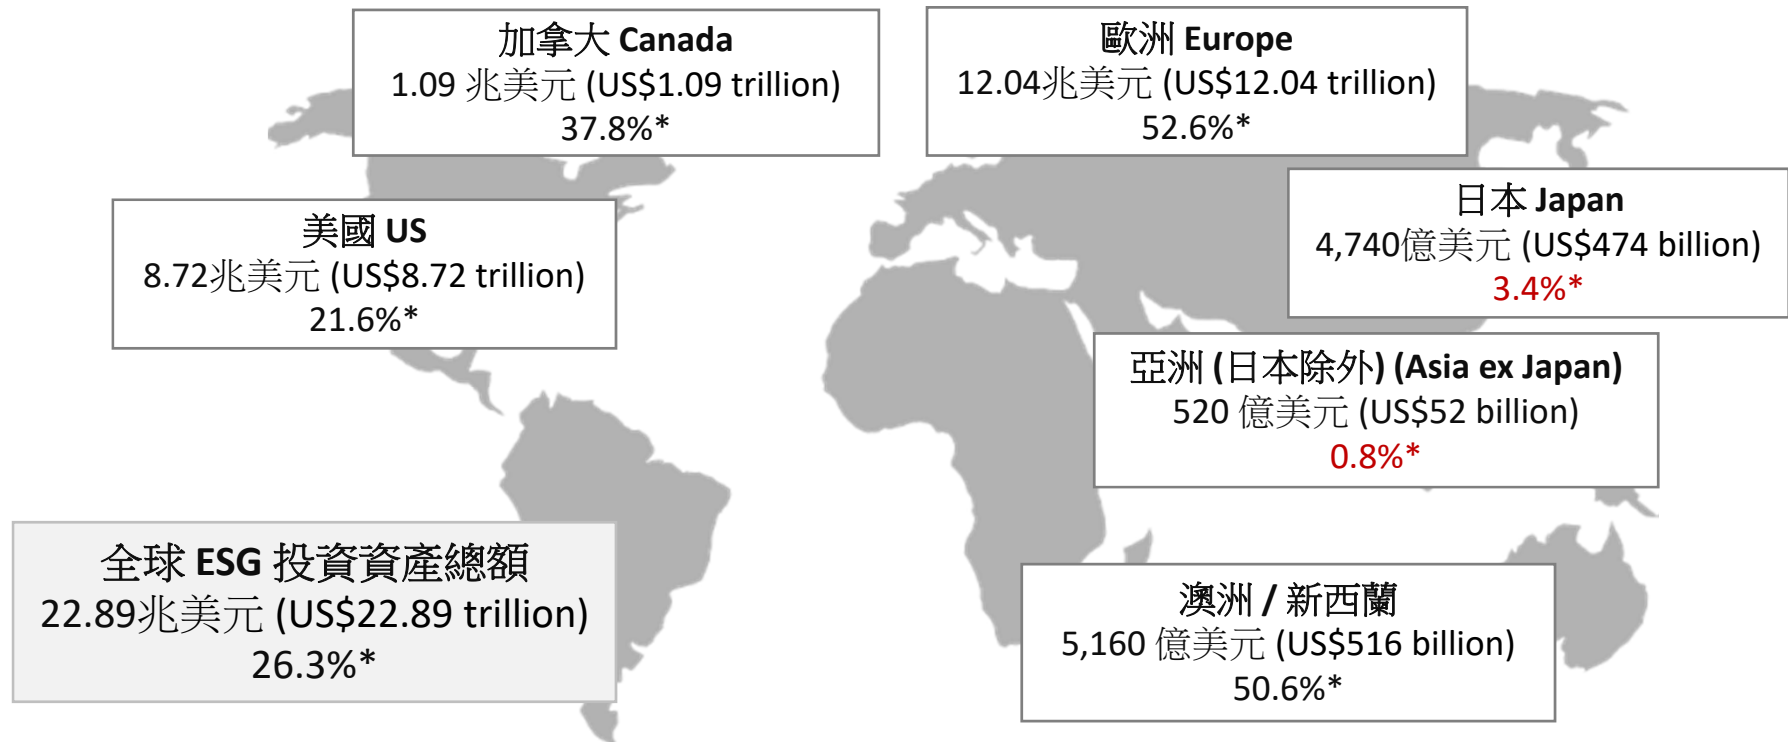 加拿大 Canada
1.09 兆美元 (US$1.09 trillion)
37.8%*
歐洲 Europe
12.04兆美元 (US$12.04 trillion)
52.6%*
美國 US
8.72兆美元 (US$8.72 trillion)
21.6%*
日本 Japan
4,740億美元 (US$474 billion)
3.4%*
亞洲 (日本除外) (Asia ex Japan)
520 億美元 (US$52 billion)
0.8%*
全球 ESG 投資資產總額
22.89兆美元 (US$22.89 trillion)
26.3%*
澳洲 / 新西蘭
5,160 億美元 (US$516 billion)
50.6%*